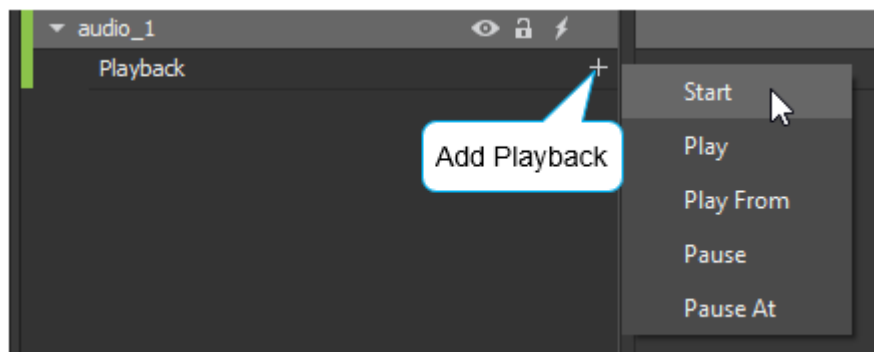 audio_1
Playback
Add Playback
Start
Play
Play From
Pause
Pause At